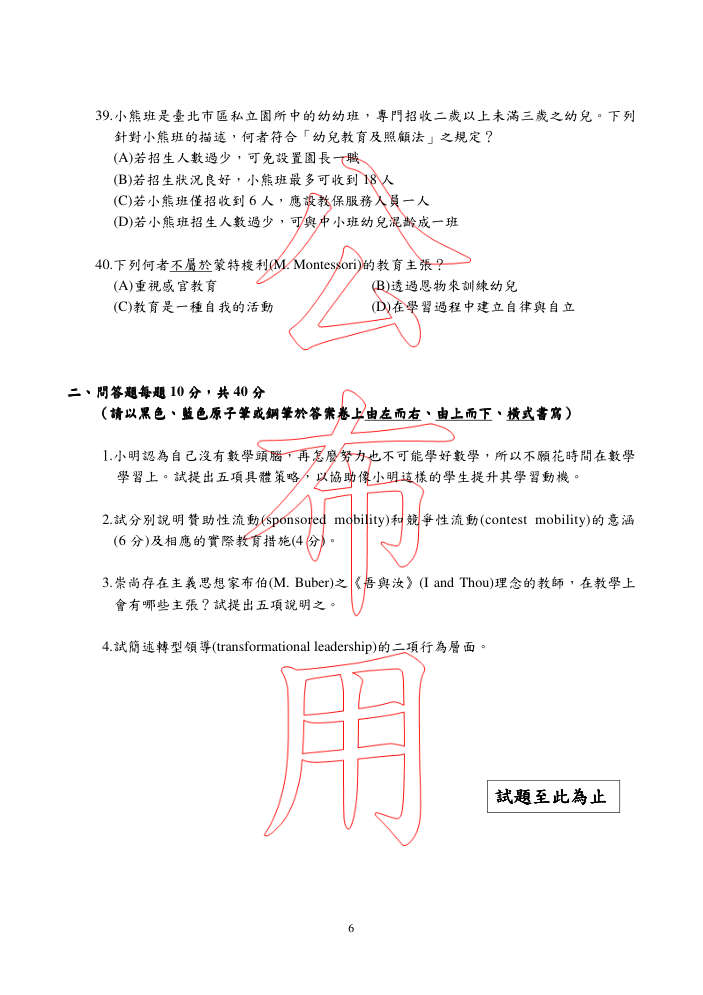 39.小熊班是臺北市區私立園所中的幼幼班，專門招收二歲以上未滿三歲之幼兒。下列
針對小熊班的描述，何者符合「幼兒教育及照顧法」之規定？
(A)若招生人數過少，可免設置園長一職
(B)若招生狀況良好，小熊班最多可收到 18 人
(C)若小熊班僅招收到 6 人，應設教保服務人員一人
(D)若小熊班招生人數過少，可與中小班幼兒混齡成一班
40.下列何者不屬於蒙特梭利(M. Montessori)的教育主張？
(A)重視感官教育 (B)透過恩物來訓練幼兒
(C)教育是一種自我的活動 (D)在學習過程中建立自律與自立
二、問答題每題 10 分，共 40 分
（請以黑色、藍色原子筆或鋼筆於答案卷上由左而右、由上而下、橫式書寫）
1.小明認為自己沒有數學頭腦，再怎麼努力也不可能學好數學，所以不願花時間在數學
學習上。試提出五項具體策略，以協助像小明這樣的學生提升其學習動機。
2.試分別說明贊助性流動(sponsored mobility)和競爭性流動(contest mobility)的意涵
(6 分)及相應的實際教育措施(4 分)。
3.崇尚存在主義思想家布伯(M. Buber)之《吾與汝》(I and Thou)理念的教師，在教學上
會有哪些主張？試提出五項說明之。
4.試簡述轉型領導(transformational leadership)的二項行為層面。
試題至此為止
6
公
布
用